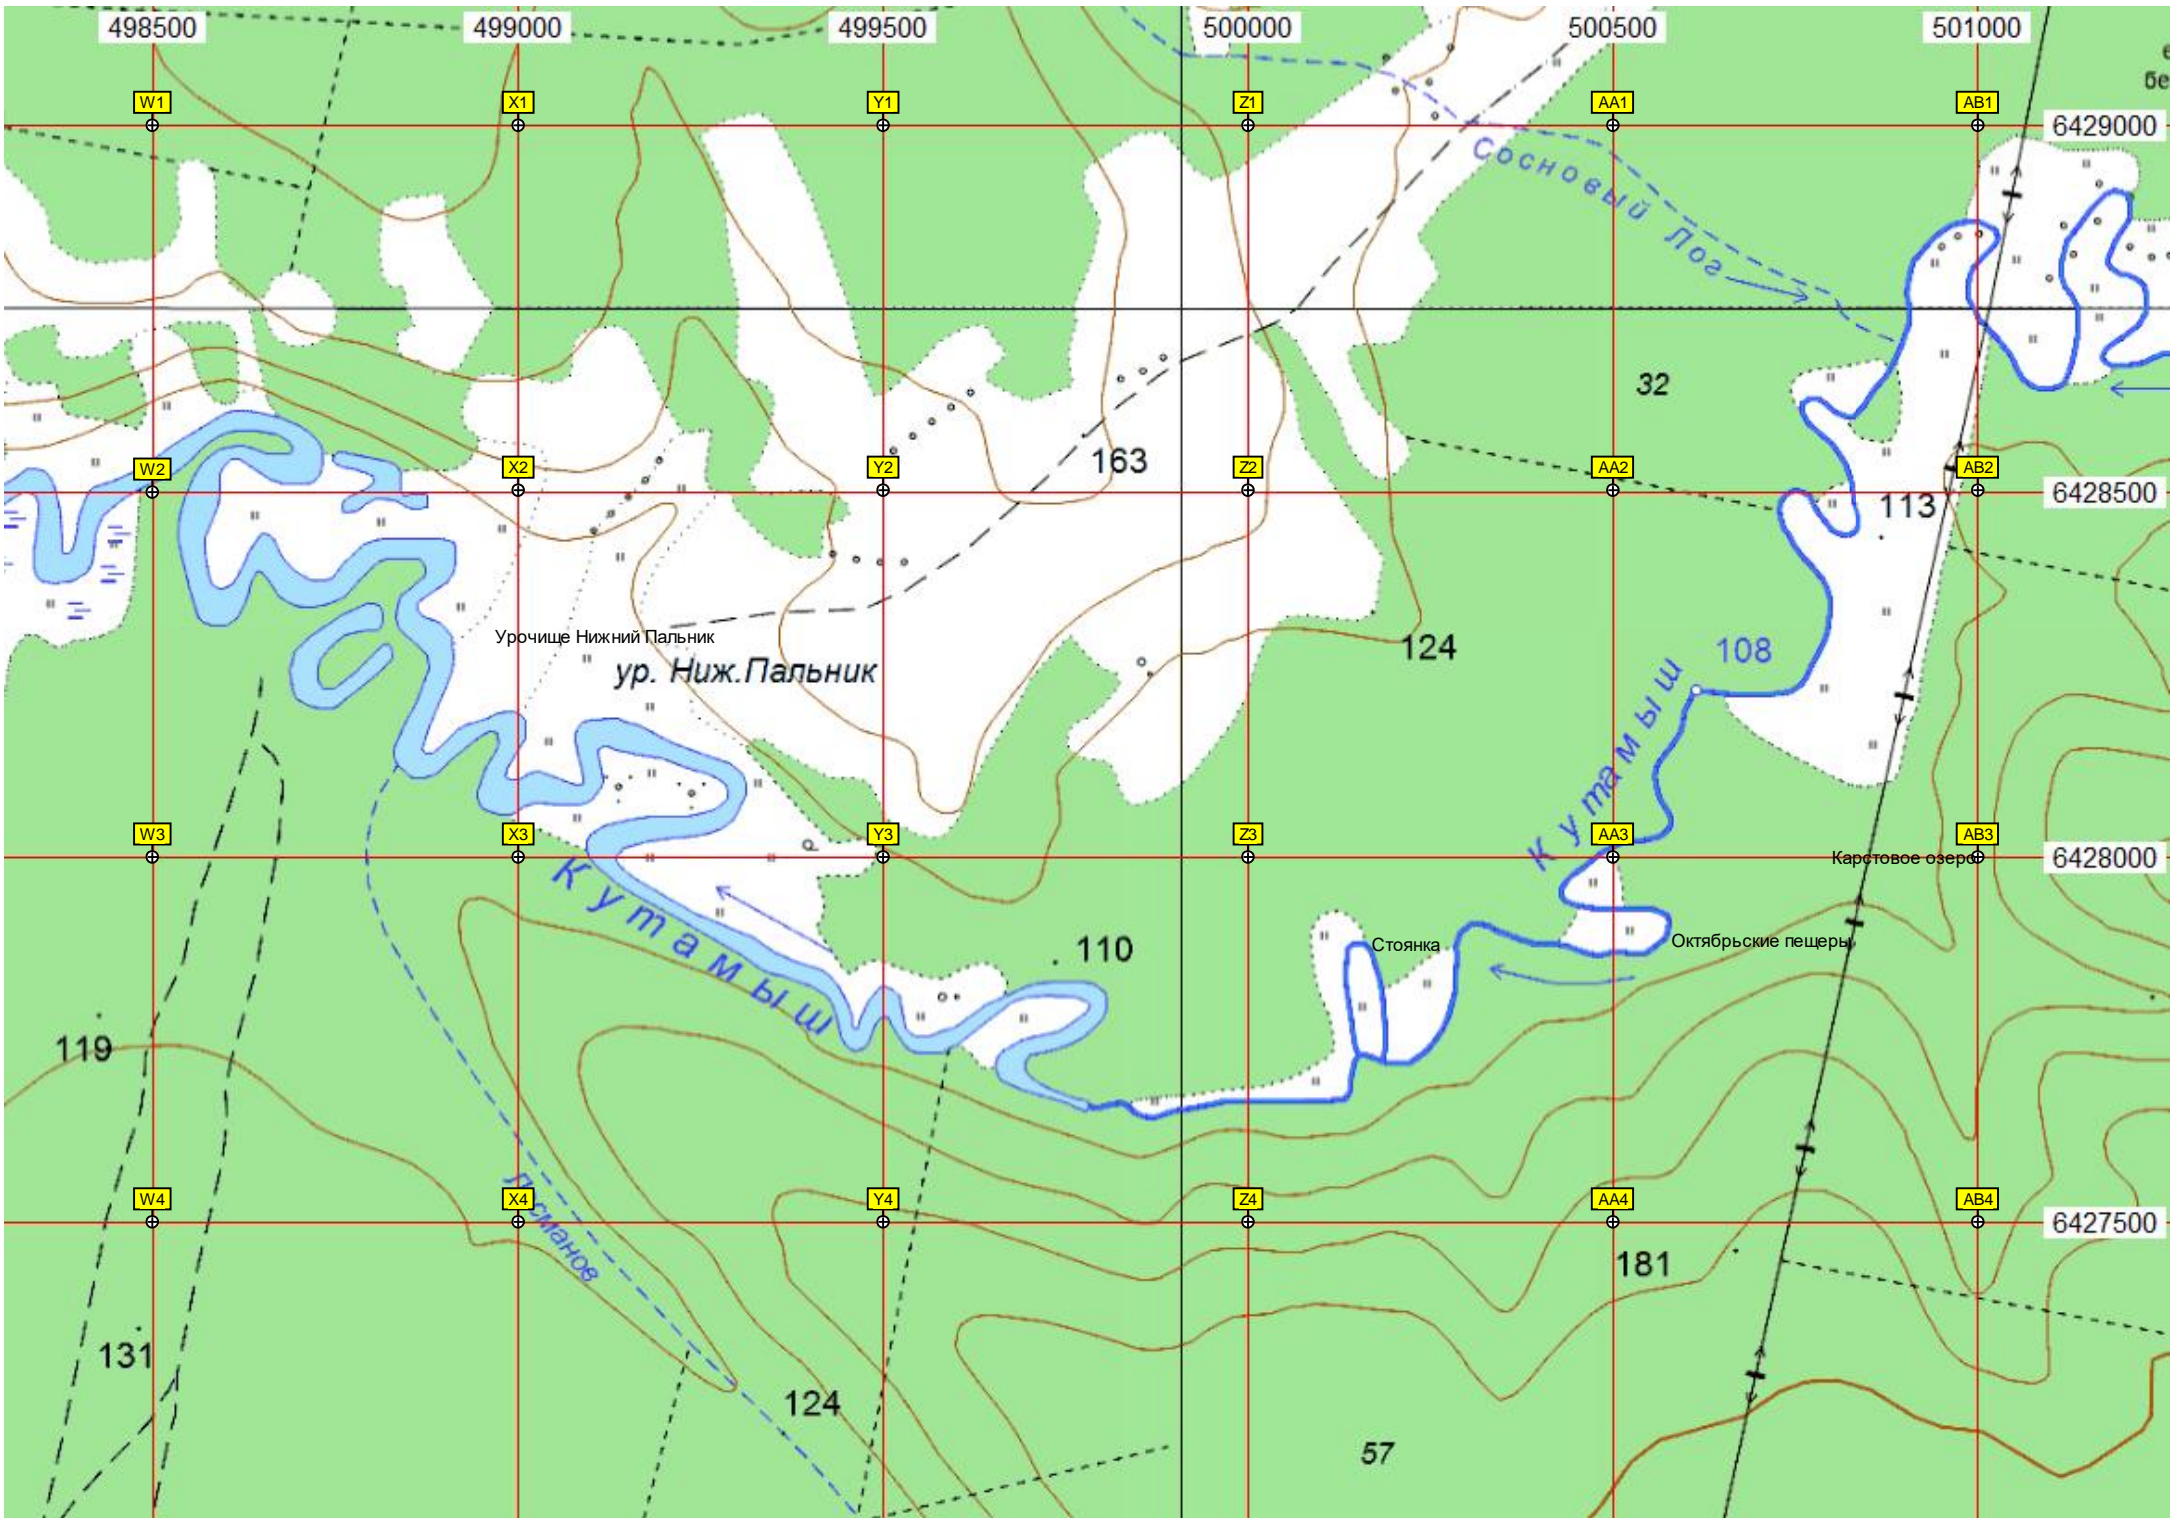 498500 499000 499500 500000 500500 501000
бе
W1 X1 Y1 Z1 AA1 AB1
6429000
Сосновый Лог
32
163
W2 X2 Y2 Z2 AA2 AB2
6428500
113
Урочище Нижний Пальник
ур. Ниж.Пальник
124
108
Кутамыш
W3 X3 Y3 Z3 AA3 AB3
Карстовое озеро
6428000
Кутамыш
110
Стоянка
Октябрьские пещеры
119
W4 X4 Y4 Z4 AA4 AB4
6427500
181
131
124
57